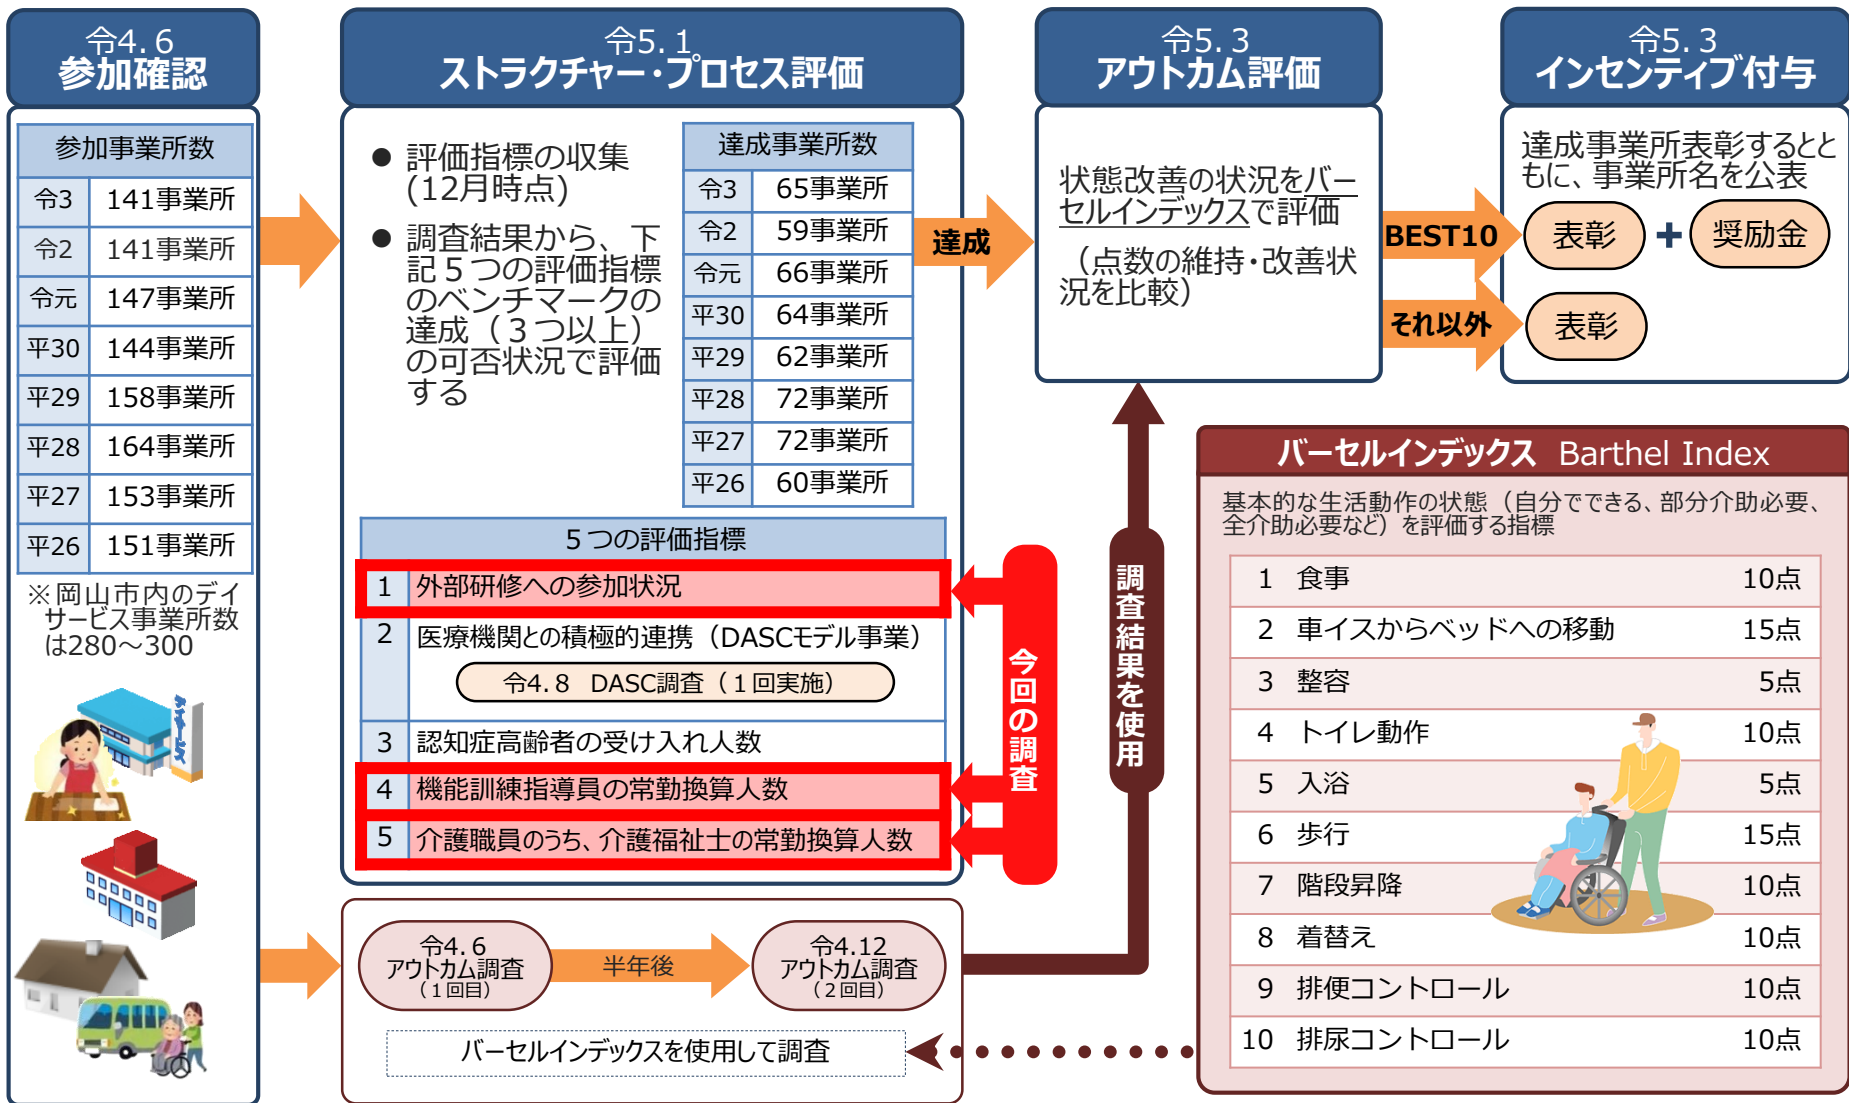 令4.6
参加確認
参加事業所数
令3 141事業所
令2 141事業所
令元 147事業所
平30 144事業所
平29 158事業所
平28 164事業所
平27 153事業所
平26 151事業所
※岡山市内のデイ
サービス事業所数
は280～300
デイサービス
令5.1
ストラクチャー・プロセス評価
● 評価指標の収集
(12月時点)
● 調査結果から、下
記５つの評価指標
のベンチマークの
達成（３つ以上）
の可否状況で評価
する
達成事業所数
令3 65事業所
令2 59事業所
令元 66事業所
平30 64事業所
平29 62事業所
平28 72事業所
平27 72事業所
平26 60事業所
５つの評価指標
1 外部研修への参加状況
2 医療機関との積極的連携（DASCモデル事業）
令4.8 DASC調査（１回実施）
3 認知症高齢者の受け入れ人数
4 機能訓練指導員の常勤換算人数
5 介護職員のうち、介護福祉士の常勤換算人数
今回の調査
達成
令4.6
アウトカム調査
（１回目）
半年後
令4.12
アウトカム調査
（２回目）
バーセルインデックスを使用して調査
調査結果を使用
令5.3
アウトカム評価
状態改善の状況をバー
セルインデックスで評価
（点数の維持・改善状
況を比較）
BEST10
それ以外
令5.3
インセンティブ付与
達成事業所表彰するとと
もに、事業所名を公表
表彰 + 奨励金
表彰
バーセルインデックス Barthel Index
基本的な生活動作の状態（自分でできる、部分介助必要、
全介助必要など）を評価する指標
1 食事 10点
2 車イスからベッドへの移動 15点
3 整容 5点
4 トイレ動作 10点
5 入浴 5点
6 歩行 15点
7 階段昇降 10点
8 着替え 10点
9 排便コントロール 10点
10 排尿コントロール 10点